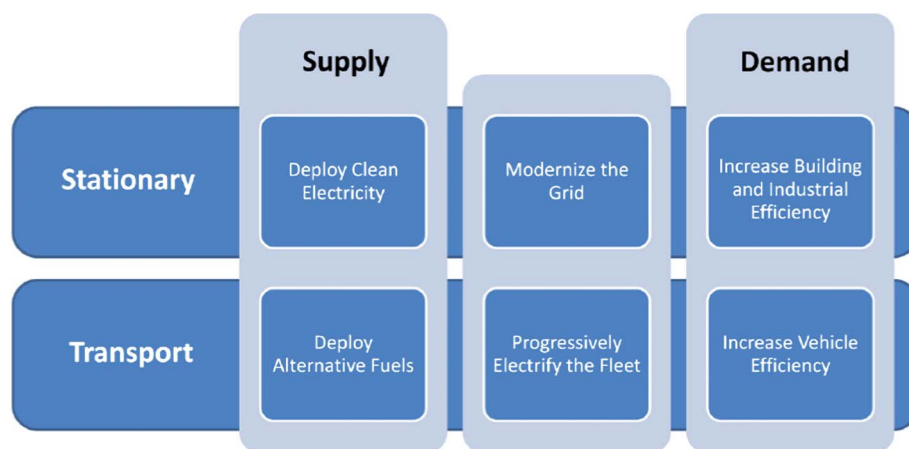 Supply
Demand
Stationary
Deploy Clean
Electricity
Modernize the
Grid
Increase Building
and Industrial
Efficiency
Transport
Deploy
Alternative Fuels
Progressively
Electrify the Fleet
Increase Vehicle
Efficiency